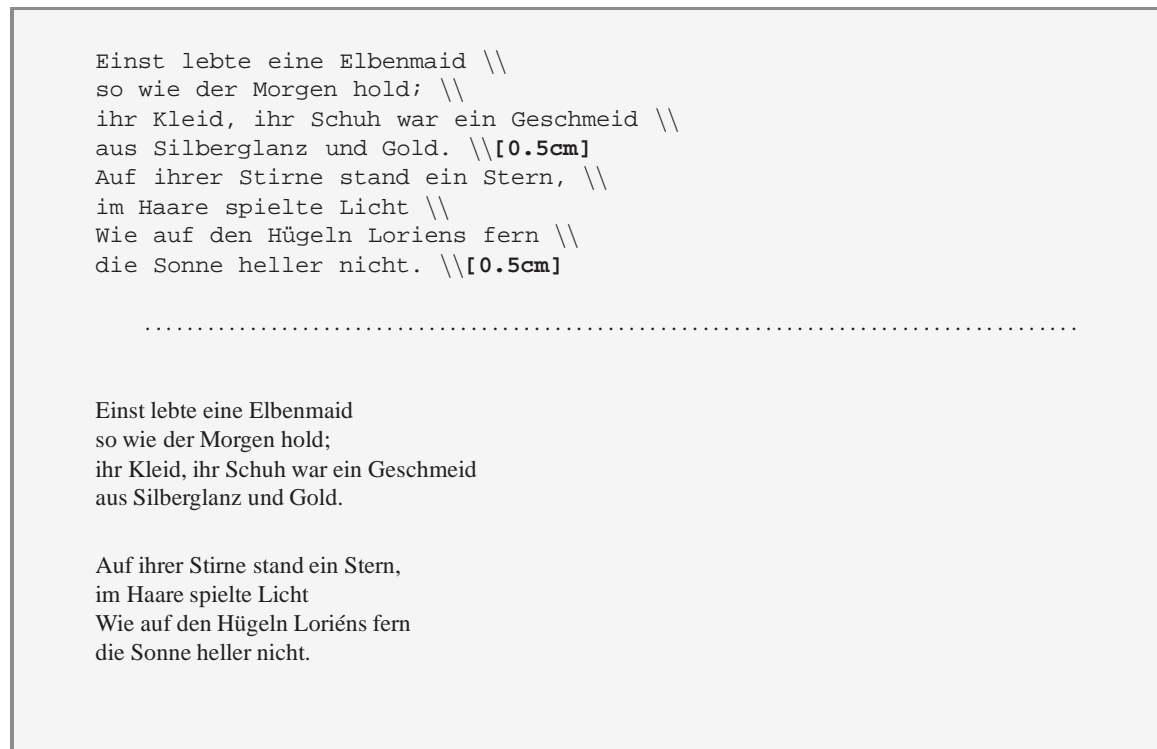 Einst lebte eine Elbenmaid \\
so wie der Morgen hold; \\
ihr Kleid, ihr Schuh war ein Geschmeid \\
aus Silberglanz und Gold. \\[0.5cm]
Auf ihrer Stirne stand ein Stern, \\
im Haare spielte Licht \\
Wie auf den Hügeln Loriens fern \\
die Sonne heller nicht. \\[0.5cm]
Einst lebte eine Elbenmaid
so wie der Morgen hold;
ihr Kleid, ihr Schuh war ein Geschmeid
aus Silberglanz und Gold.
Auf ihrer Stirne stand ein Stern,
im Haare spielte Licht
Wie auf den Hügeln Loriéns fern
die Sonne heller nicht.